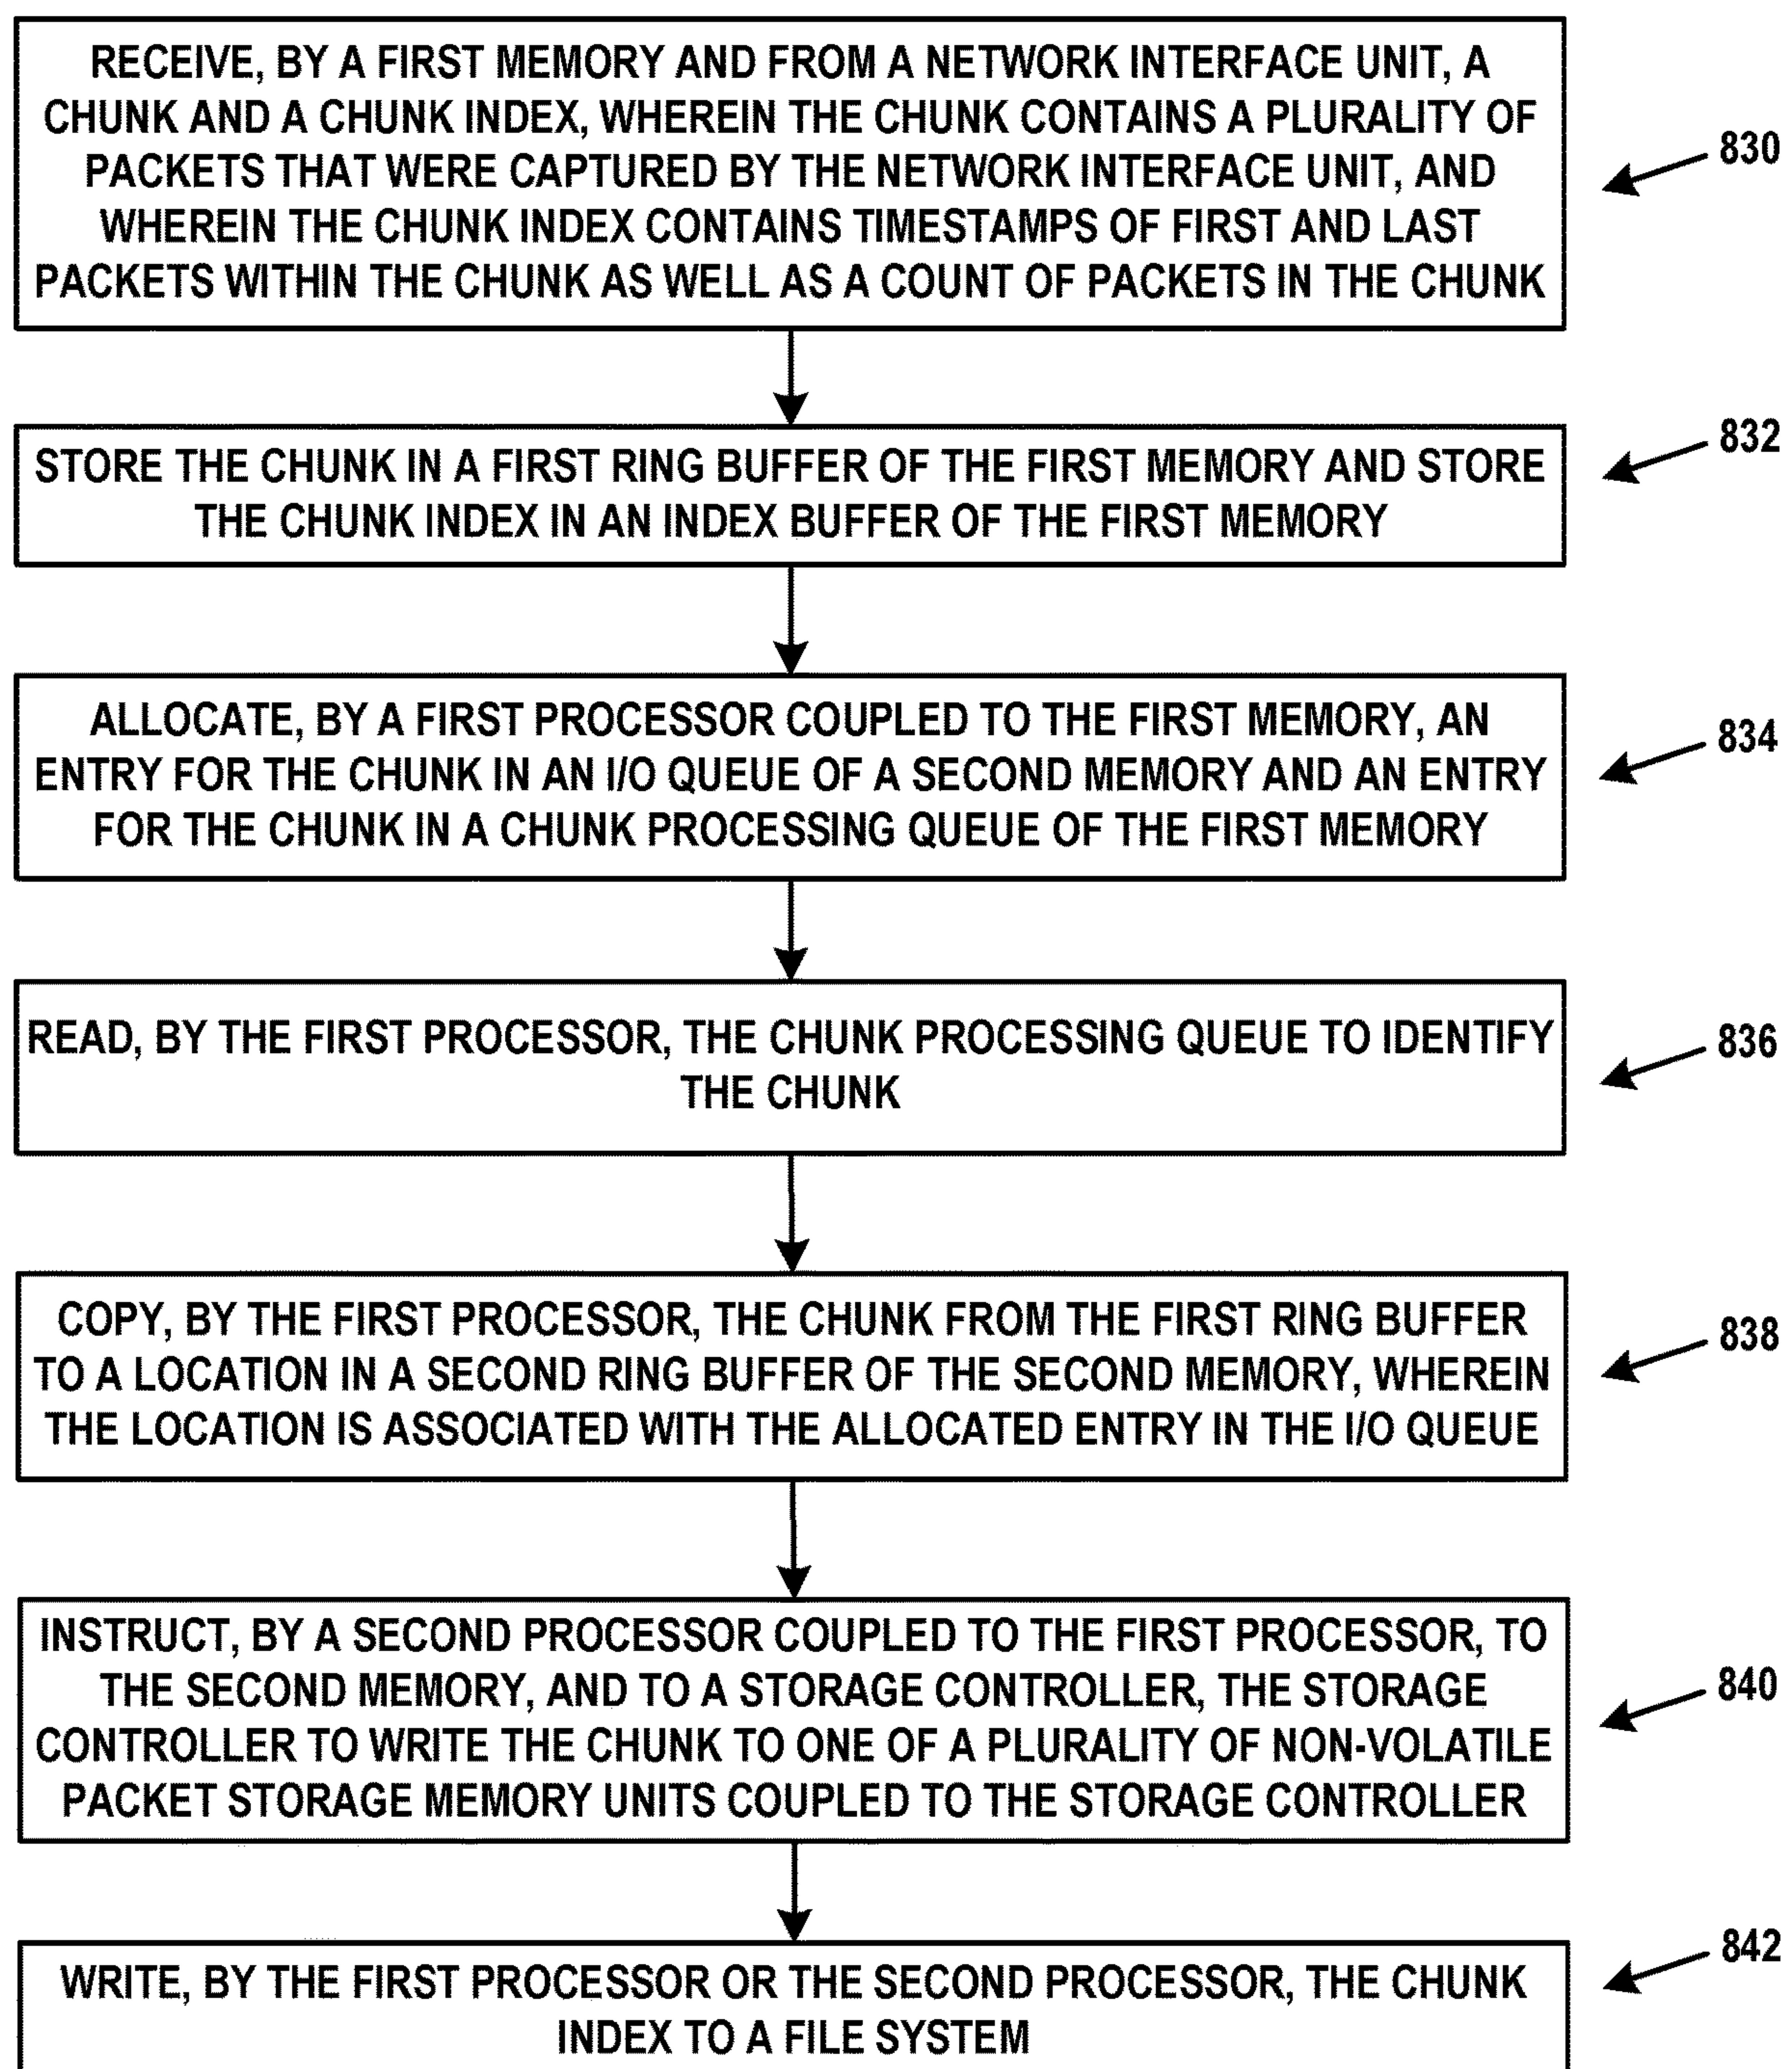 RECEIVE, BY A FIRST MEMORY AND FROM A NETWORK INTERFACE UNIT, A
CHUNK AND A CHUNK INDEX, WHEREIN THE CHUNK CONTAINS A PLURALITY OF
PACKETS THAT WERE CAPTURED BY THE NETWORK INTERFACE UNIT, AND
WHEREIN THE CHUNK INDEX CONTAINS TIMESTAMPS OF FIRST AND LAST
PACKETS WITHIN THE CHUNK AS WELL AS A COUNT OF PACKETS IN THE CHUNK
830
STORE THE CHUNK IN A FIRST RING BUFFER OF THE FIRST MEMORY AND STORE
THE CHUNK INDEX IN AN INDEX BUFFER OF THE FIRST MEMORY
832
ALLOCATE, BY A FIRST PROCESSOR COUPLED TO THE FIRST MEMORY, AN
ENTRY FOR THE CHUNK IN AN I/O QUEUE OF A SECOND MEMORY AND AN ENTRY
FOR THE CHUNK IN A CHUNK PROCESSING QUEUE OF THE FIRST MEMORY
834
READ, BY THE FIRST PROCESSOR, THE CHUNK PROCESSING QUEUE TO IDENTIFY
THE CHUNK
836
COPY, BY THE FIRST PROCESSOR, THE CHUNK FROM THE FIRST RING BUFFER
TO A LOCATION IN A SECOND RING BUFFER OF THE SECOND MEMORY, WHEREIN
THE LOCATION IS ASSOCIATED WITH THE ALLOCATED ENTRY IN THE I/O QUEUE
838
INSTRUCT, BY A SECOND PROCESSOR COUPLED TO THE FIRST PROCESSOR, TO
THE SECOND MEMORY, AND TO A STORAGE CONTROLLER, THE STORAGE
CONTROLLER TO WRITE THE CHUNK TO ONE OF A PLURALITY OF NON-VOLATILE
PACKET STORAGE MEMORY UNITS COUPLED TO THE STORAGE CONTROLLER
840
WRITE, BY THE FIRST PROCESSOR OR THE SECOND PROCESSOR, THE CHUNK
INDEX TO A FILE SYSTEM
842